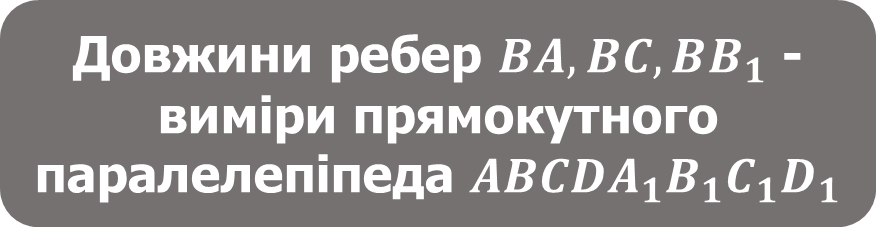 Довжини ребер 𝑩𝑨, 𝑩𝑪, 𝑩𝑩₁ -
виміри прямокутного
паралелепіпеда 𝑨𝑩𝑪𝑫𝑨₁𝑩₁𝑪₁𝑫₁